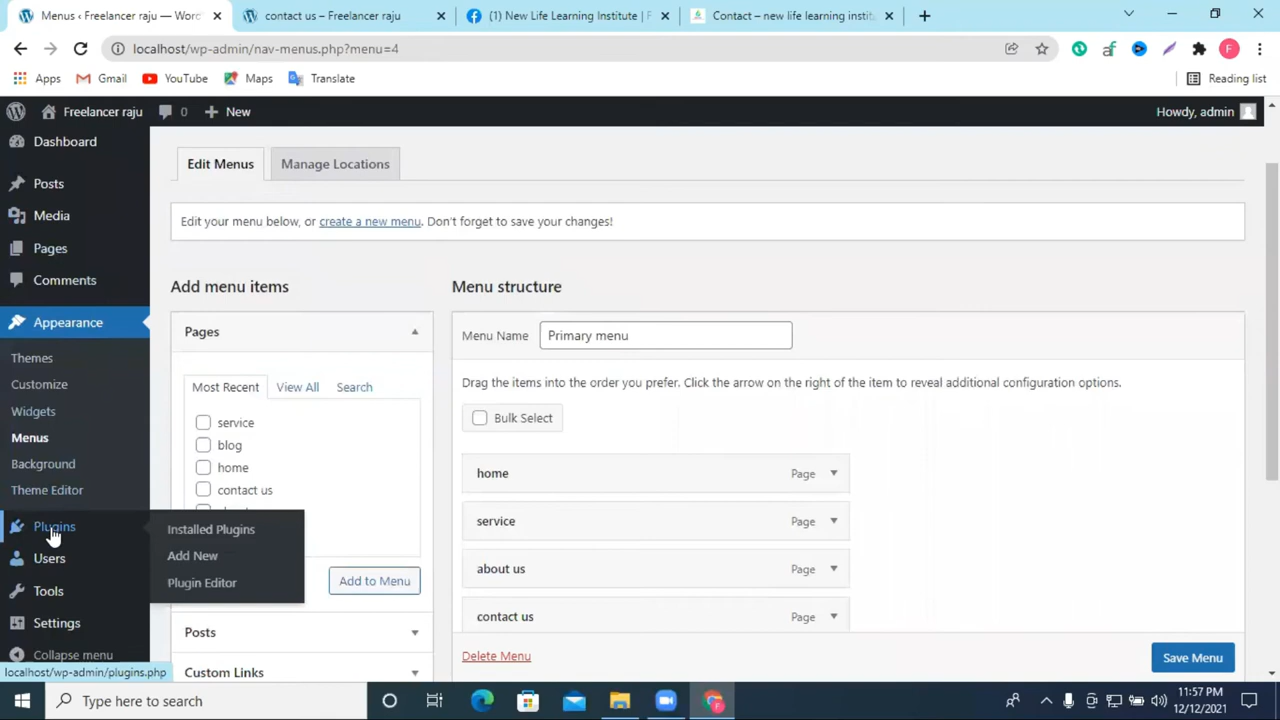 Menus ‹ Freelancer raju — Word
contact us – Freelancer raju
(1) New Life Learning Institute |
Contact – new life learning instit
localhost/wp-admin/nav-menus.php?menu=4
Apps
Gmail
YouTube
Maps
Translate
Reading list
Freelancer raju
0
New
Howdy, admin
Dashboard
Posts
Media
Pages
Comments
Appearance
Themes
Customize
Widgets
Menus
Background
Theme Editor
Plugins
Users
Tools
Settings
Collapse menu
Installed Plugins
Add New
Plugin Editor
Edit Menus
Manage Locations
Edit your menu below, or create a new menu. Don't forget to save your changes!
Add menu items
Pages
Most Recent
View All
Search
service
blog
home
contact us
Add to Menu
Posts
Custom Links
Menu structure
Menu Name
Primary menu
Drag the items into the order you prefer. Click the arrow on the right of the item to reveal additional configuration options.
Bulk Select
home
Page
service
Page
about us
Page
contact us
Page
Delete Menu
Save Menu
localhost/wp-admin/plugins.php
Type here to search
11:57 PM
12/12/2021